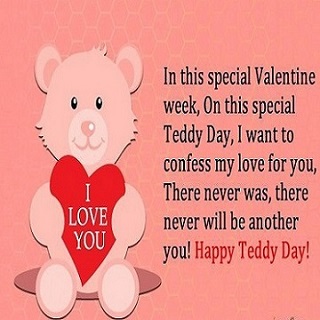 I
LOVE
YOU
In this special Valentine
week, On this special
Teddy Day, I want to
confess my love for you,
There never was, there
never will be another
you! Happy Teddy Day!